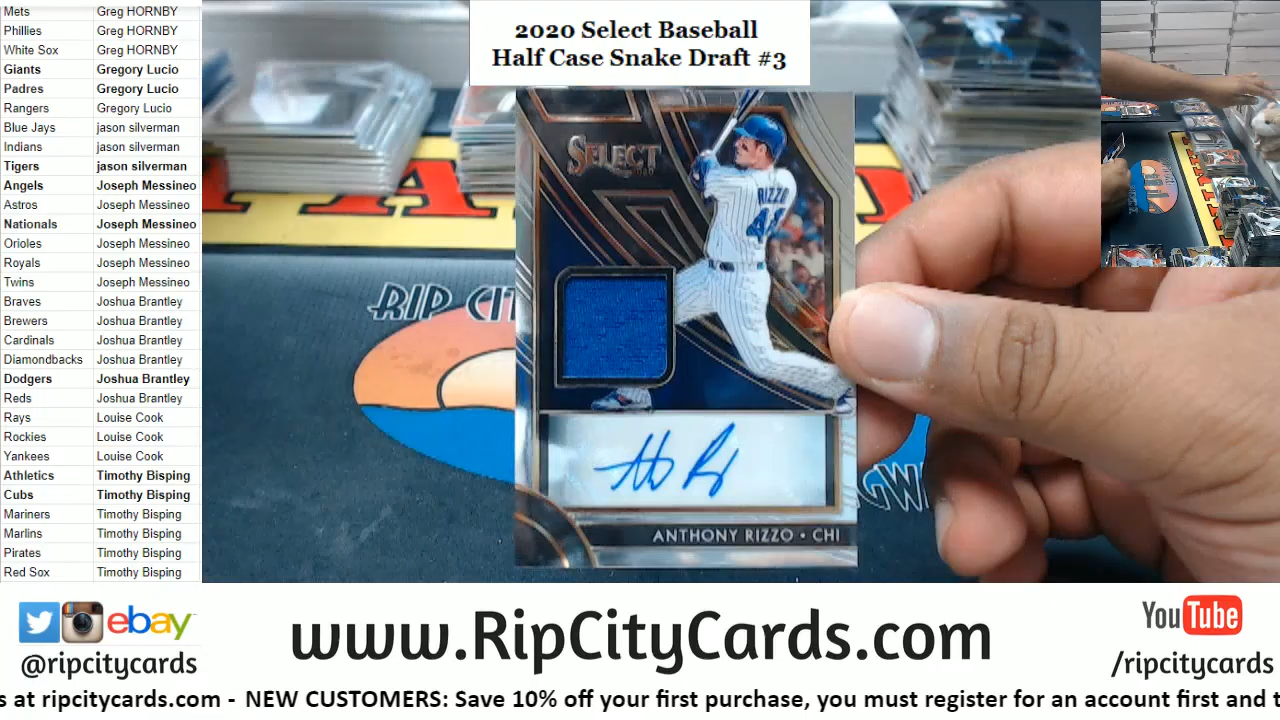 Mets Greg HORNBY
Phillies Greg HORNBY
White Sox Greg HORNBY
Giants Gregory Lucio
Padres Gregory Lucio
Rangers Gregory Lucio
Blue Jays jason silverman
Indians jason silverman
Tigers jason silverman
Angels Joseph Messineo
Astros Joseph Messineo
Nationals Joseph Messineo
Orioles Joseph Messineo
Royals Joseph Messineo
Twins Joseph Messineo
Braves Joshua Brantley
Brewers Joshua Brantley
Cardinals Joshua Brantley
Diamondbacks Joshua Brantley
Dodgers Joshua Brantley
Reds Joshua Brantley
Rays Louise Cook
Rockies Louise Cook
Yankees Louise Cook
Athletics Timothy Bisping
Cubs Timothy Bisping
Mariners Timothy Bisping
Marlins Timothy Bisping
Pirates Timothy Bisping
Red Sox Timothy Bisping
2020 Select Baseball
Half Case Snake Draft #3
SELECT
RIZZO
44
RIP CIT
ANTHONY RIZZO • CHI
ebay
@ripcitycards
www.RipCityCards.com
YouTube
/ripcitycards
s at ripcitycards.com - NEW CUSTOMERS: Save 10% off your first purchase, you must register for an account first and t